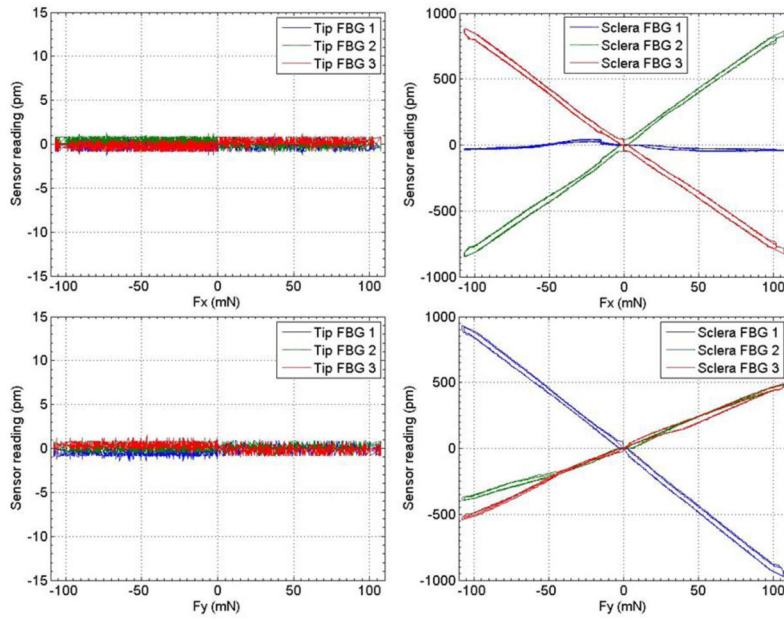 15
10
5
0
-5
-10
-15
Sensor reading (pm)
-100 -50 0 50 100
Fx (mN)
Tip FBG 1
Tip FBG 2
Tip FBG 3
1000
500
0
-500
-1000
Sensor reading (pm)
-100 -50 0 50 100
Fx (mN)
Sclera FBG 1
Sclera FBG 2
Sclera FBG 3
15
10
5
0
-5
-10
-15
Sensor reading (pm)
-100 -50 0 50 100
Fy (mN)
Tip FBG 1
Tip FBG 2
Tip FBG 3
1000
500
0
-500
-1000
Sensor reading (pm)
-100 -50 0 50 100
Fy (mN)
Sclera FBG 1
Sclera FBG 2
Sclera FBG 3